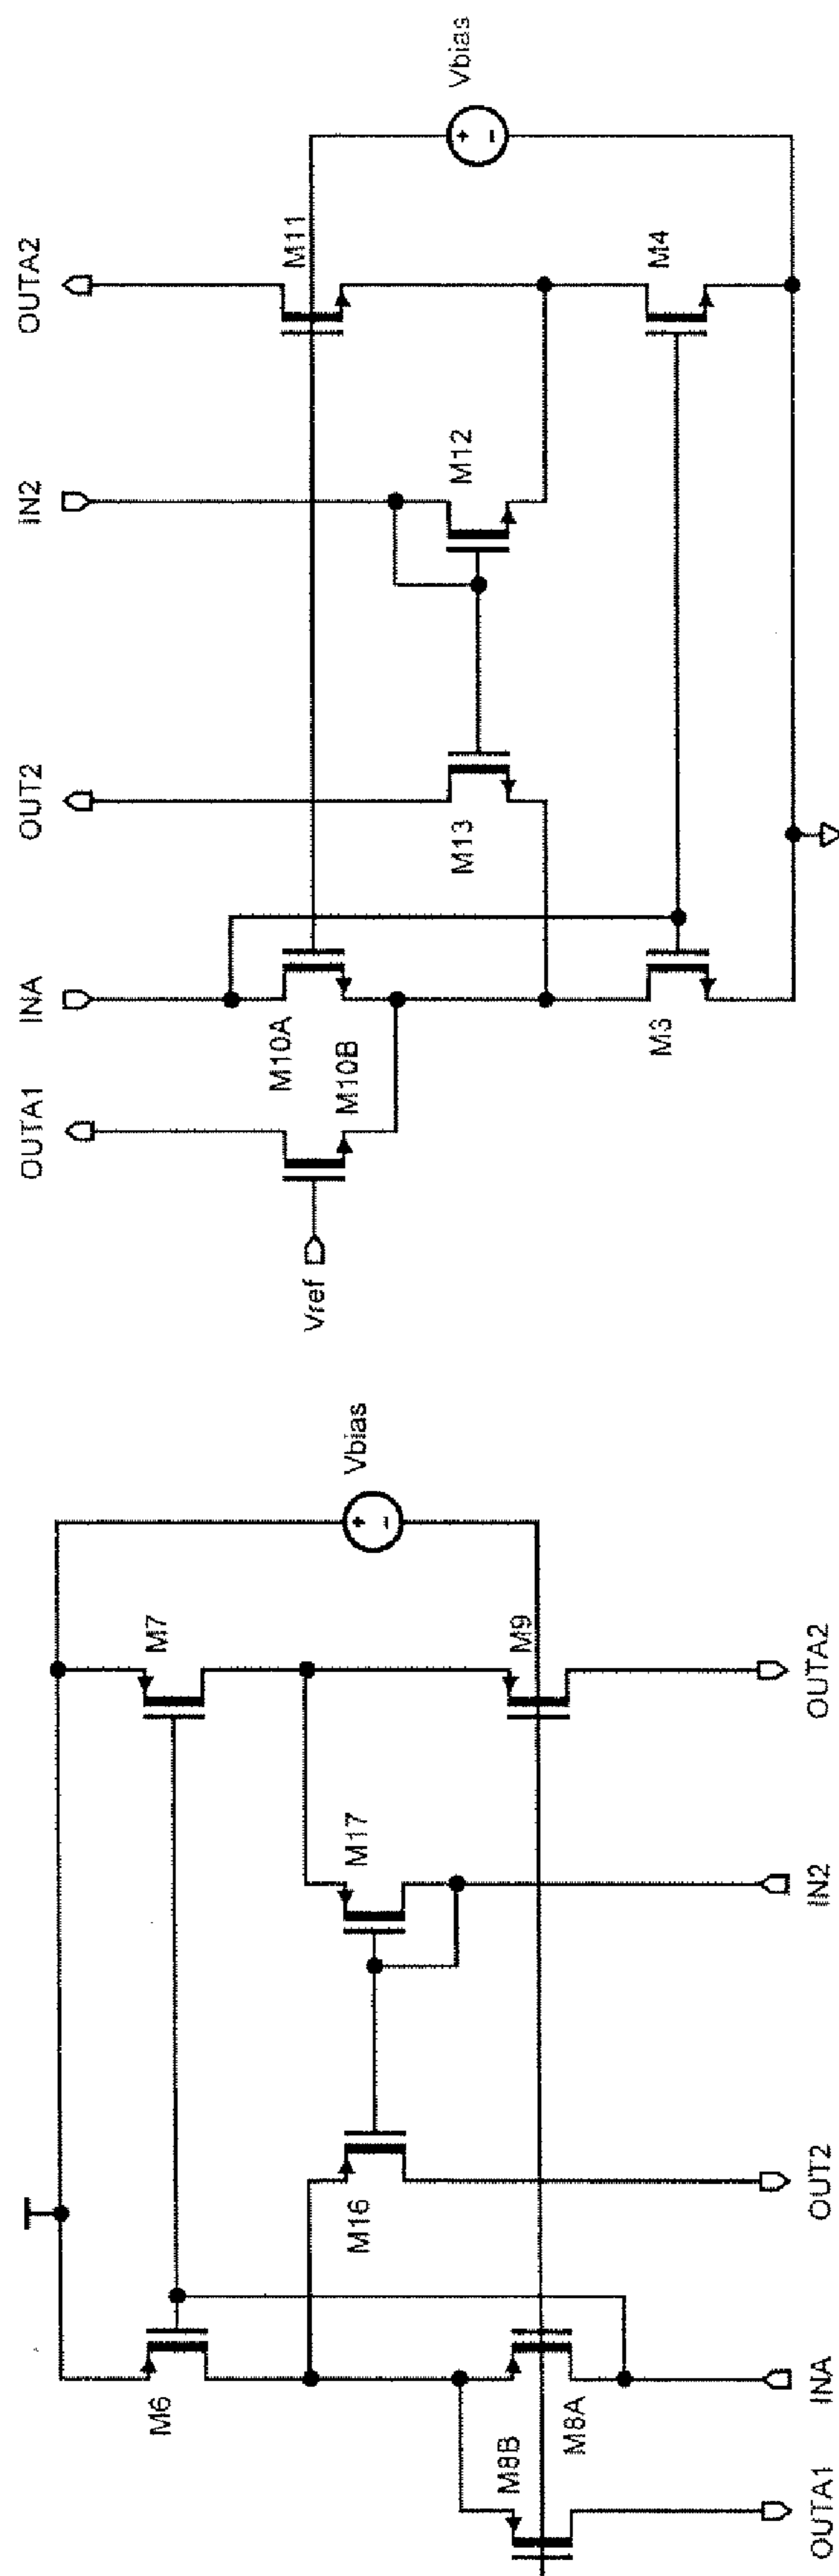 OUTA1
INA
OUT2
IN2
OUTA2
Vref
M10A
M10B
M13
M12
M11
M3
M4
Vbias
M6
M7
M16
M17
M8B
M8A
M9
Vbias
OUTA1
INA
OUT2
IN2
OUTA2